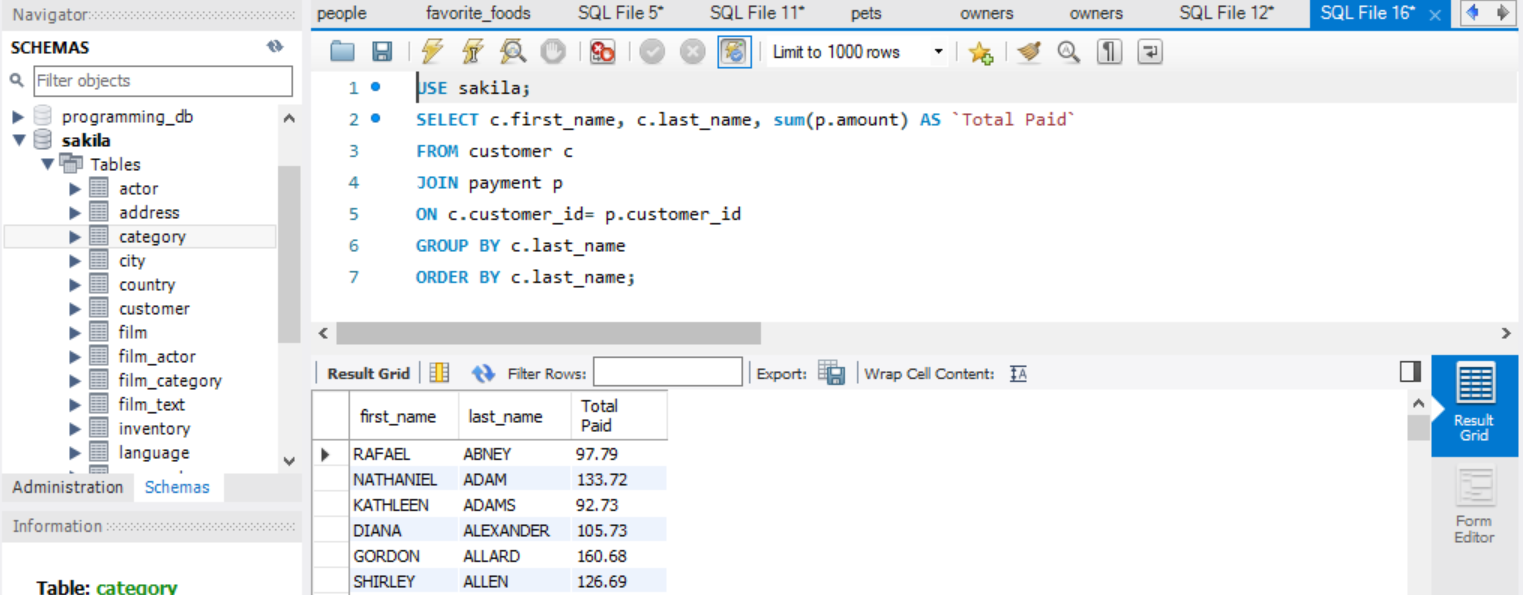 Navigator
people favorite_foods SQL File 5* SQL File 11* pets owners owners SQL File 12* SQL File 16*
SCHEMAS
Limit to 1000 rows
Filter objects
programming_db
sakila
Tables
actor
address
category
city
country
customer
film
film_actor
film_category
film_text
inventory
language
Administration Schemas
Information
Table: category
1 USE sakila;
2 SELECT c.first_name, c.last_name, sum(p.amount) AS `Total Paid`
3 FROM customer c
4 JOIN payment p
5 ON c.customer_id= p.customer_id
6 GROUP BY c.last_name
7 ORDER BY c.last_name;
Result Grid Filter Rows: Export: Wrap Cell Content:
first_name last_name Total
Paid
RAFAEL ABNEY 97.79
NATHANIEL ADAM 133.72
KATHLEEN ADAMS 92.73
DIANA ALEXANDER 105.73
GORDON ALLARD 160.68
SHIRLEY ALLEN 126.69
Result
Grid
Form
Editor